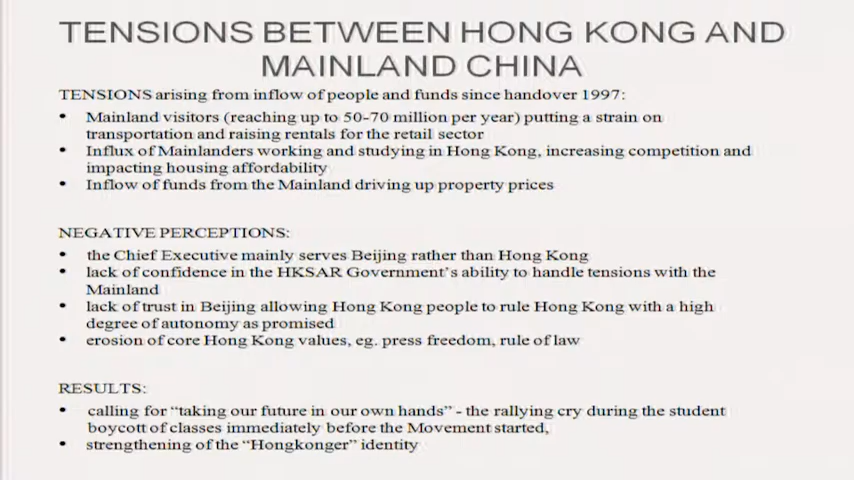 TENSIONS BETWEEN HONG KONG AND
MAINLAND CHINA
TENSIONS arising from inflow of people and funds since handover 1997:
• Mainland visitors (reaching up to 50-70 million per year) putting a strain on
transportation and raising rentals for the retail sector
• Influx of Mainlanders working and studying in Hong Kong, increasing competition and
impacting housing affordability
• Inflow of funds from the Mainland driving up property prices
NEGATIVE PERCEPTIONS:
• the Chief Executive mainly serves Beijing rather than Hong Kong
• lack of confidence in the HKSAR Government's ability to handle tensions with the
Mainland
• lack of trust in Beijing allowing Hong Kong people to rule Hong Kong with a high
degree of autonomy as promised
• erosion of core Hong Kong values, eg. press freedom, rule of law
RESULTS:
• calling for “taking our future in our own hands” - the rallying cry during the student
boycott of classes immediately before the Movement started,
• strengthening of the “Hongkonger” identity